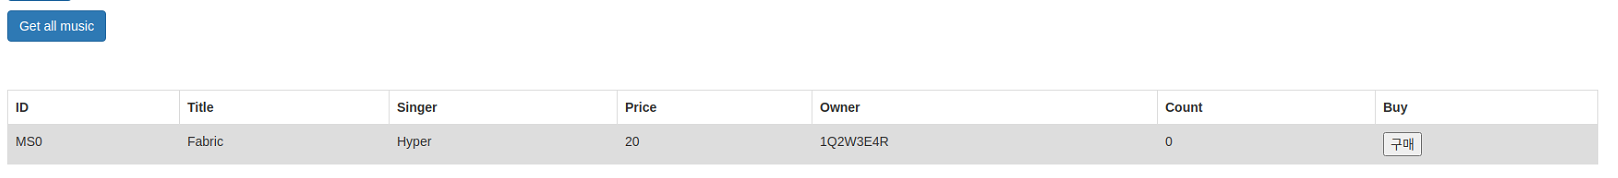 Get all music
ID Title Singer Price Owner Count Buy
MS0 Fabric Hyper 20 1Q2W3E4R 0 구매